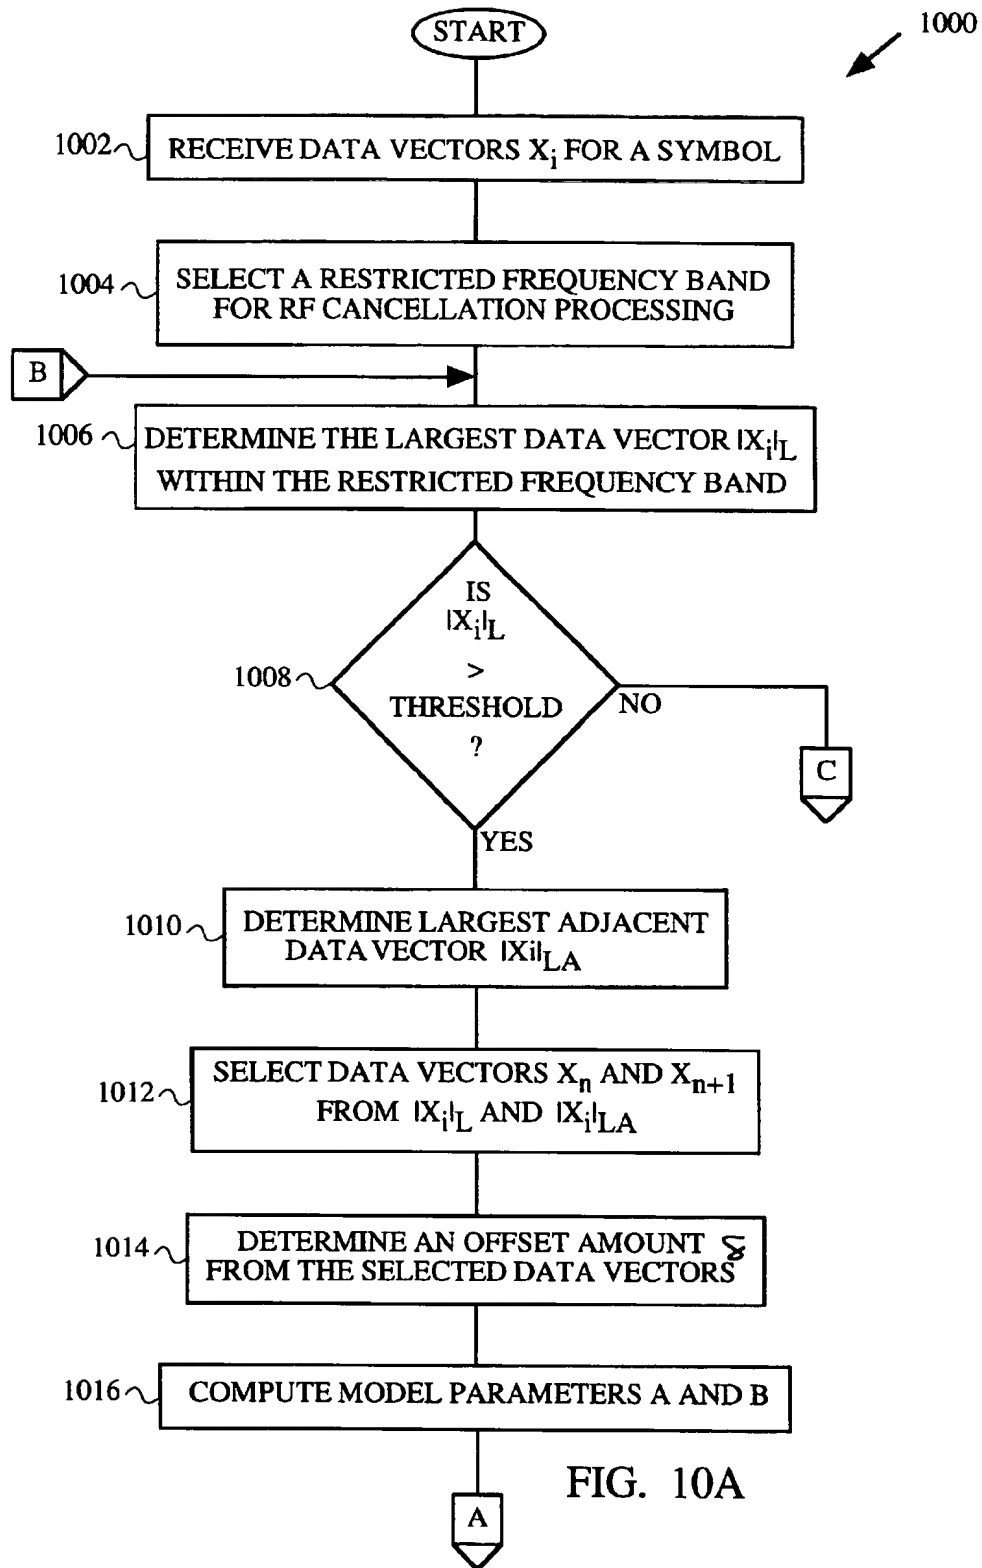 START
1000
1002
RECEIVE DATA VECTORS Xi FOR A SYMBOL
1004
SELECT A RESTRICTED FREQUENCY BAND
FOR RF CANCELLATION PROCESSING
B
1006
DETERMINE THE LARGEST DATA VECTOR |Xi|L
WITHIN THE RESTRICTED FREQUENCY BAND
IS
|Xi|L
>
THRESHOLD
?
1008
NO
C
YES
1010
DETERMINE LARGEST ADJACENT
DATA VECTOR |Xi|LA
1012
SELECT DATA VECTORS Xn AND Xn+1
FROM |Xi|L AND |Xi|LA
1014
DETERMINE AN OFFSET AMOUNT δ
FROM THE SELECTED DATA VECTORS
1016
COMPUTE MODEL PARAMETERS A AND B
FIG. 10A
A